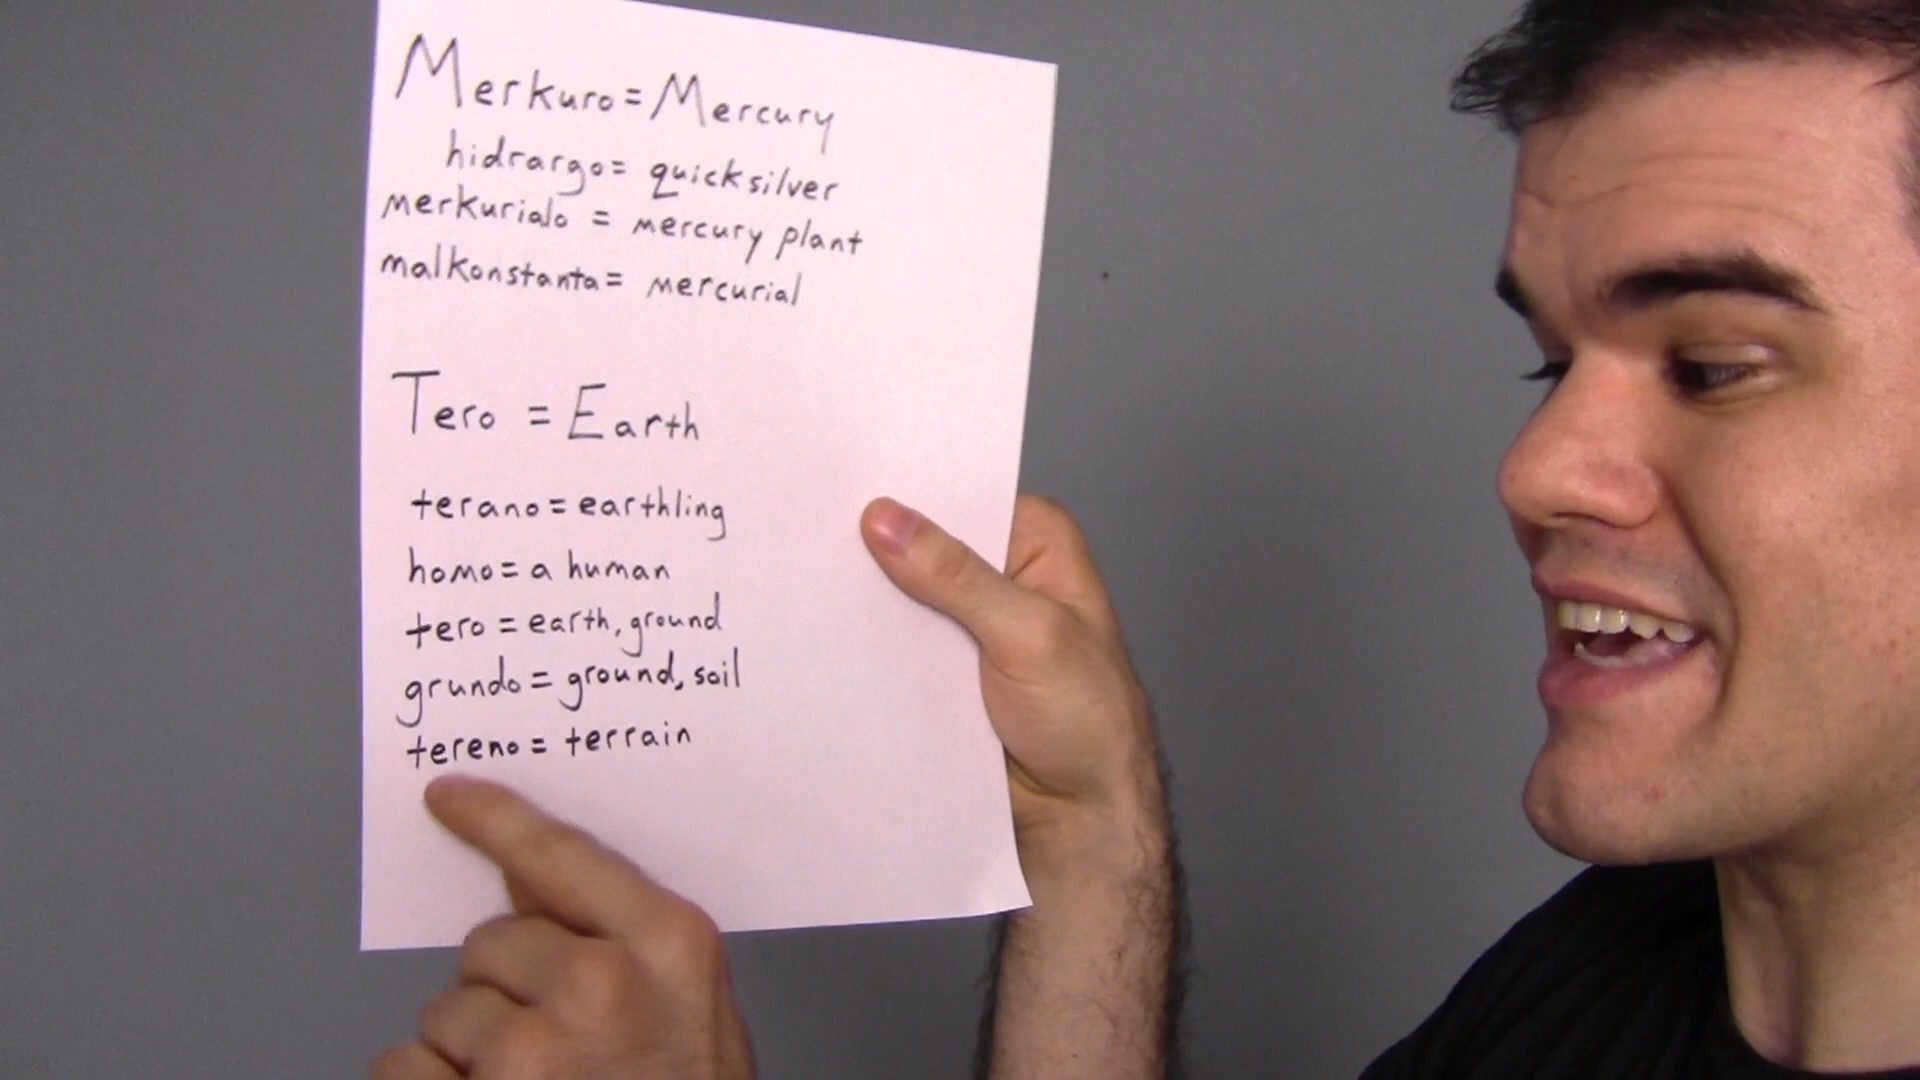 Merkuro = Mercury
hidrargo = quicksilver
merkurialo = mercury plant
malkonstanta = mercurial
Tero = Earth
terano = earthling
homo = a human
tero = earth, ground
grundo = ground, soil
tereno = terrain